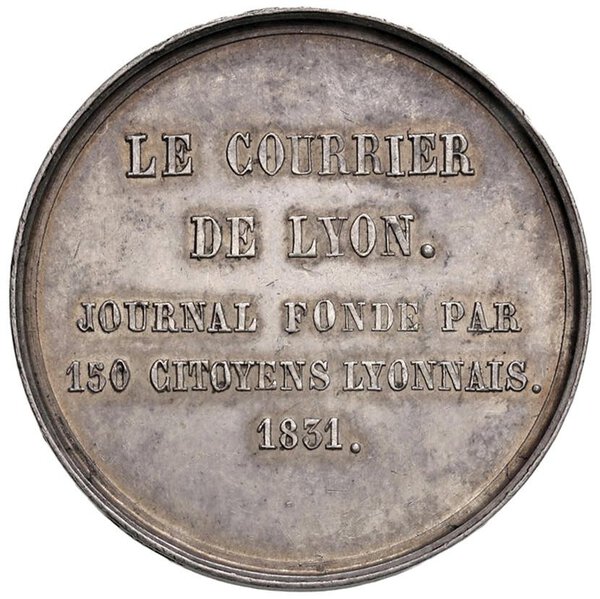 LE COURRIER
DE LYON.
JOURNAL FONDE PAR
150 CITOYENS LYONNAIS.
1831.